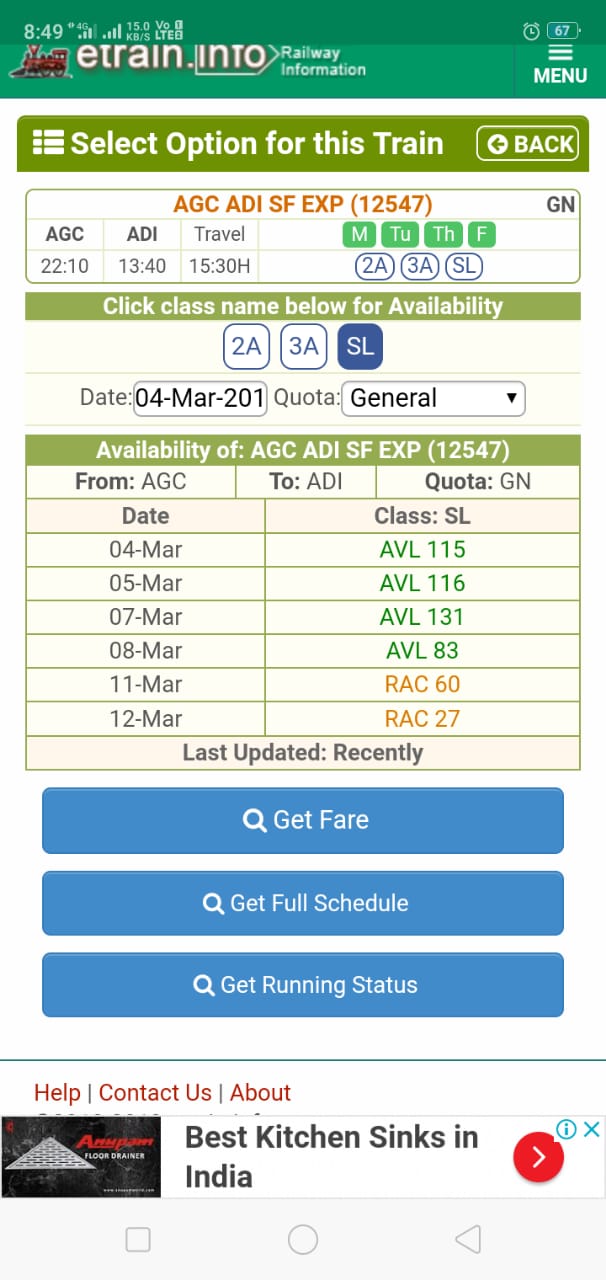 8:49 4G 15.0 KB/S Vo LTE 67
etrain.info Railway Information
MENU
Select Option for this Train BACK
AGC ADI SF EXP (12547) GN
AGC ADI Travel M Tu Th F
22:10 13:40 15:30H 2A 3A SL
Click class name below for Availability
2A 3A SL
Date: 04-Mar-201 Quota: General
Availability of: AGC ADI SF EXP (12547)
From: AGC To: ADI Quota: GN
Date Class: SL
04-Mar AVL 115
05-Mar AVL 116
07-Mar AVL 131
08-Mar AVL 83
11-Mar RAC 60
12-Mar RAC 27
Last Updated: Recently
Get Fare
Get Full Schedule
Get Running Status
Help | Contact Us | About
Anupam
FLOOR DRAINER
Best Kitchen Sinks in
India